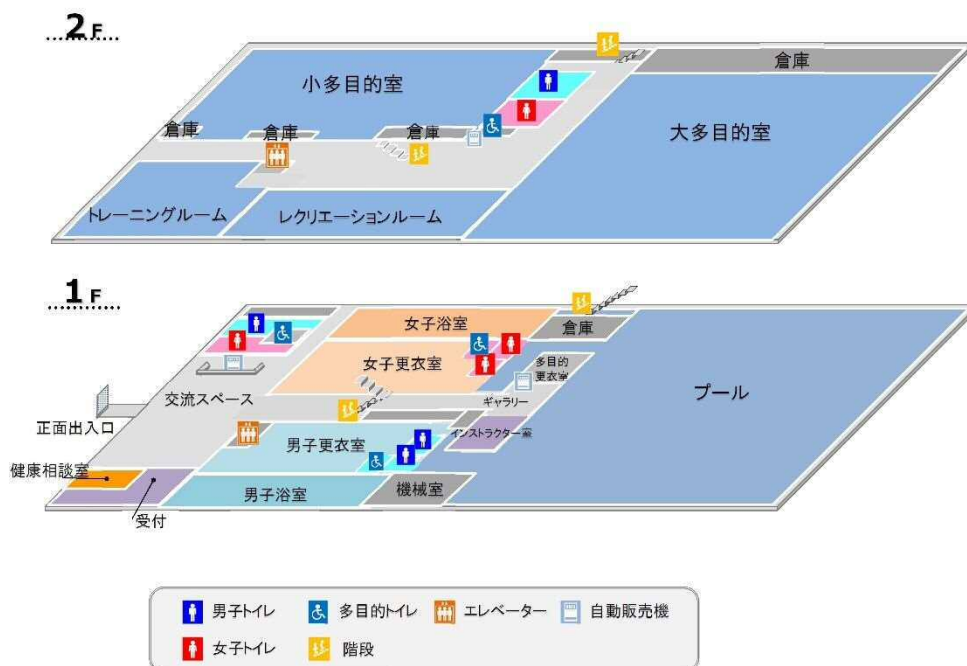 2F
倉庫
小多目的室
倉庫
倉庫
倉庫
大多目的室
トレーニングルーム
レクリエーションルーム
1F
女子浴室
倉庫
女子更衣室
多目的
更衣室
プール
交流スペース
ギャラリー
正面出入口
インストラクター室
男子更衣室
健康相談室
男子浴室
機械室
受付
男子トイレ
多目的トイレ
エレベーター
自動販売機
女子トイレ
階段